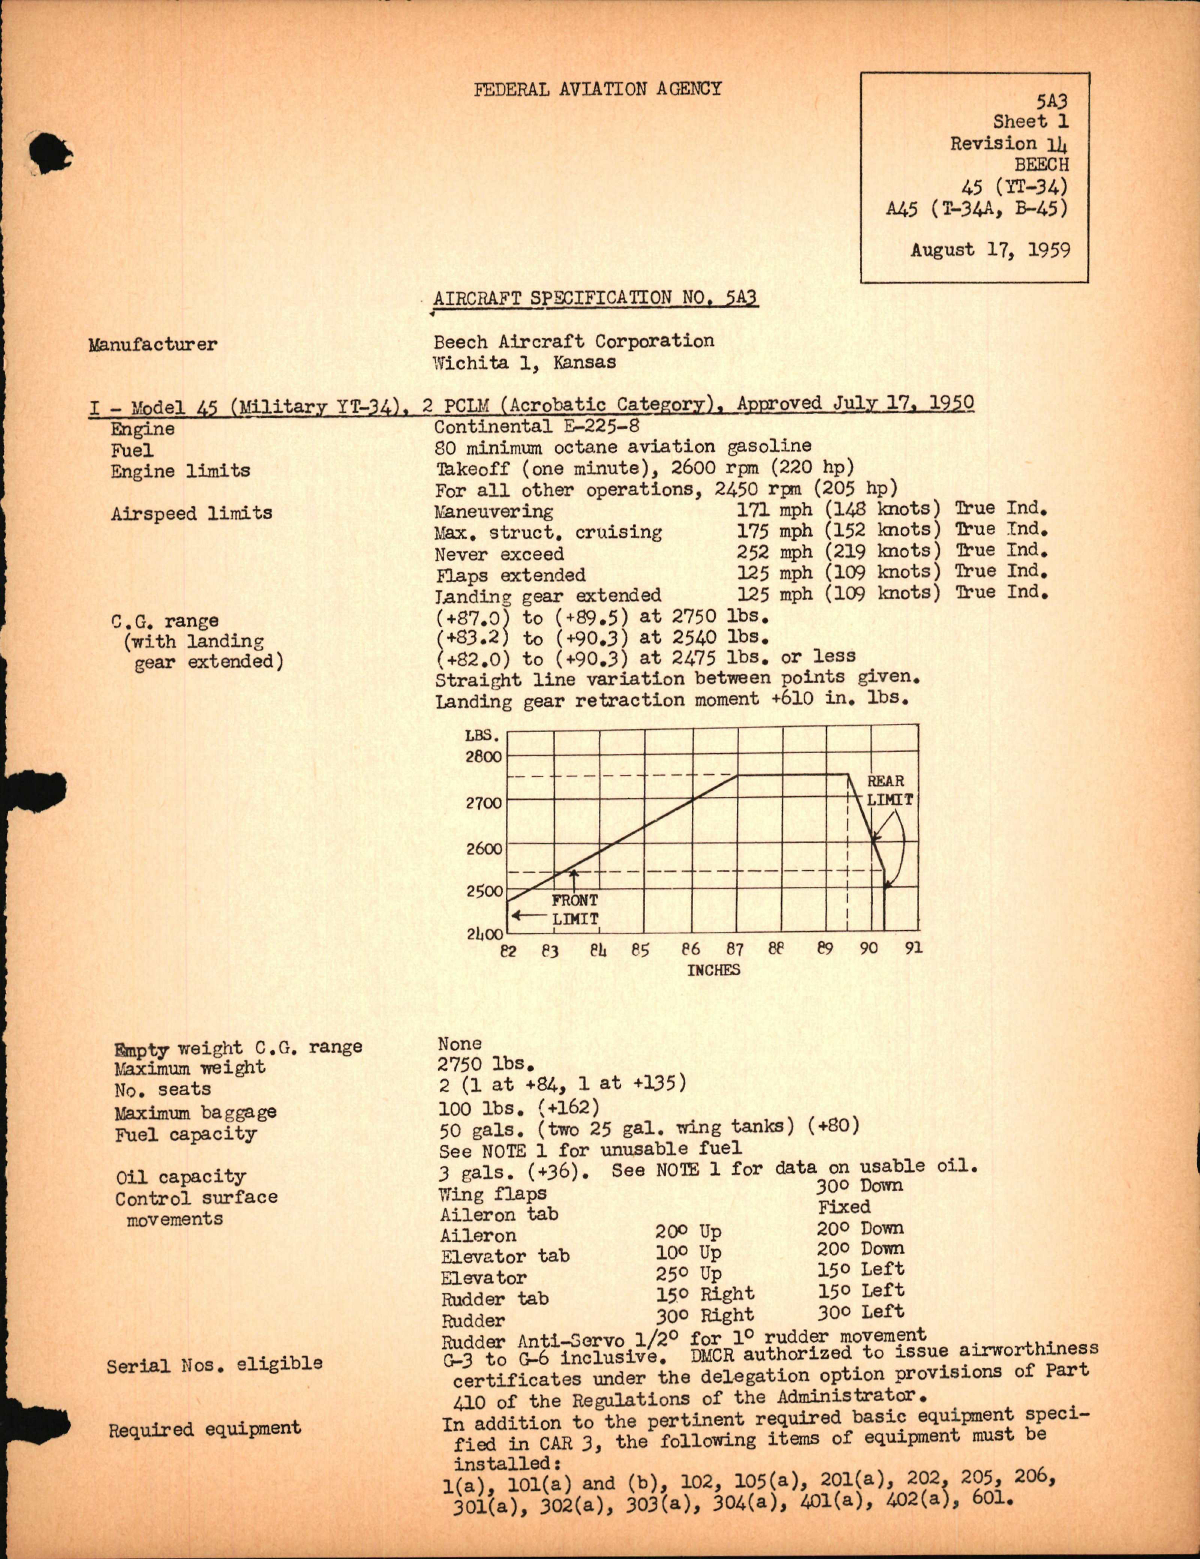 FEDERAL AVIATION AGENCY
5A3
Sheet 1
Revision 14
BEECH
45 (YT-34)
A45 (T-34A, B-45)
August 17, 1959
AIRCRAFT SPECIFICATION NO. 5A3
Manufacturer Beech Aircraft Corporation
Wichita 1, Kansas
I - Model 45 (Military YT-34), 2 PCLM (Acrobatic Category), Approved July 17, 1950
Engine Continental E-225-8
Fuel 80 minimum octane aviation gasoline
Engine limits Takeoff (one minute), 2600 rpm (220 hp)
For all other operations, 2450 rpm (205 hp)
Airspeed limits Maneuvering 171 mph (148 knots) True Ind.
Max. struct. cruising 175 mph (152 knots) True Ind.
Never exceed 252 mph (219 knots) True Ind.
Flaps extended 125 mph (109 knots) True Ind.
Landing gear extended 125 mph (109 knots) True Ind.
C.G. range (+87.0) to (+89.5) at 2750 lbs.
(with landing (+83.2) to (+90.3) at 2540 lbs.
gear extended) (+82.0) to (+90.3) at 2475 lbs. or less
Straight line variation between points given.
Landing gear retraction moment +610 in. lbs.
LBS.
2800
2700
2600
2500
2400
REAR
LIMIT
FRONT
LIMIT
82 83 84 85 86 87 88 89 90 91
INCHES
Empty weight C.G. range None
Maximum weight 2750 lbs.
No. seats 2 (1 at +84, 1 at +135)
Maximum baggage 100 lbs. (+162)
Fuel capacity 50 gals. (two 25 gal. wing tanks) (+80)
See NOTE 1 for unusable fuel
Oil capacity 3 gals. (+36). See NOTE 1 for data on usable oil.
Control surface Wing flaps 30° Down
movements Aileron tab Fixed
Aileron 20° Up 20° Down
Elevator tab 10° Up 20° Down
Elevator 25° Up 15° Left
Rudder tab 15° Right 15° Left
Rudder 30° Right 30° Left
Rudder Anti-Servo 1/2° for 1° rudder movement
Serial Nos. eligible G-3 to G-6 inclusive. DMCR authorized to issue airworthiness
certificates under the delegation option provisions of Part
410 of the Regulations of the Administrator.
Required equipment In addition to the pertinent required basic equipment speci-
fied in CAR 3, the following items of equipment must be
installed:
1(a), 101(a) and (b), 102, 105(a), 201(a), 202, 205, 206,
301(a), 302(a), 303(a), 304(a), 401(a), 402(a), 601.